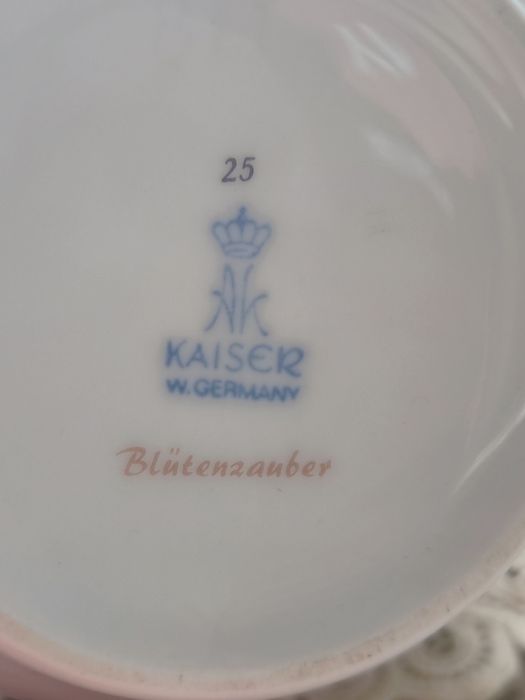 25
AK
KAISER
W. GERMANY
Blütenzauber